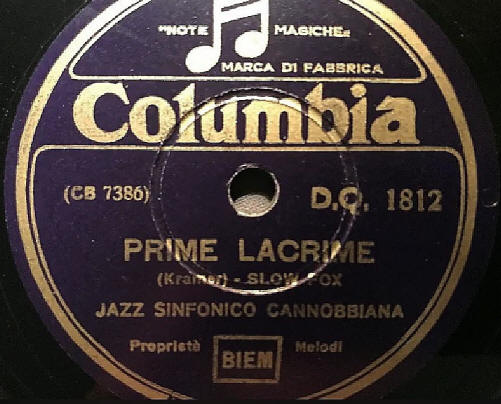 "NOTE MAGICHE"
MARCA DI FABBRICA
Columbia
(CB 7386) D.Q. 1812
PRIME LACRIME
(Kramer) - SLOW-FOX
JAZZ SINFONICO CANNOBBIANA
Proprietà BIEM Melodi